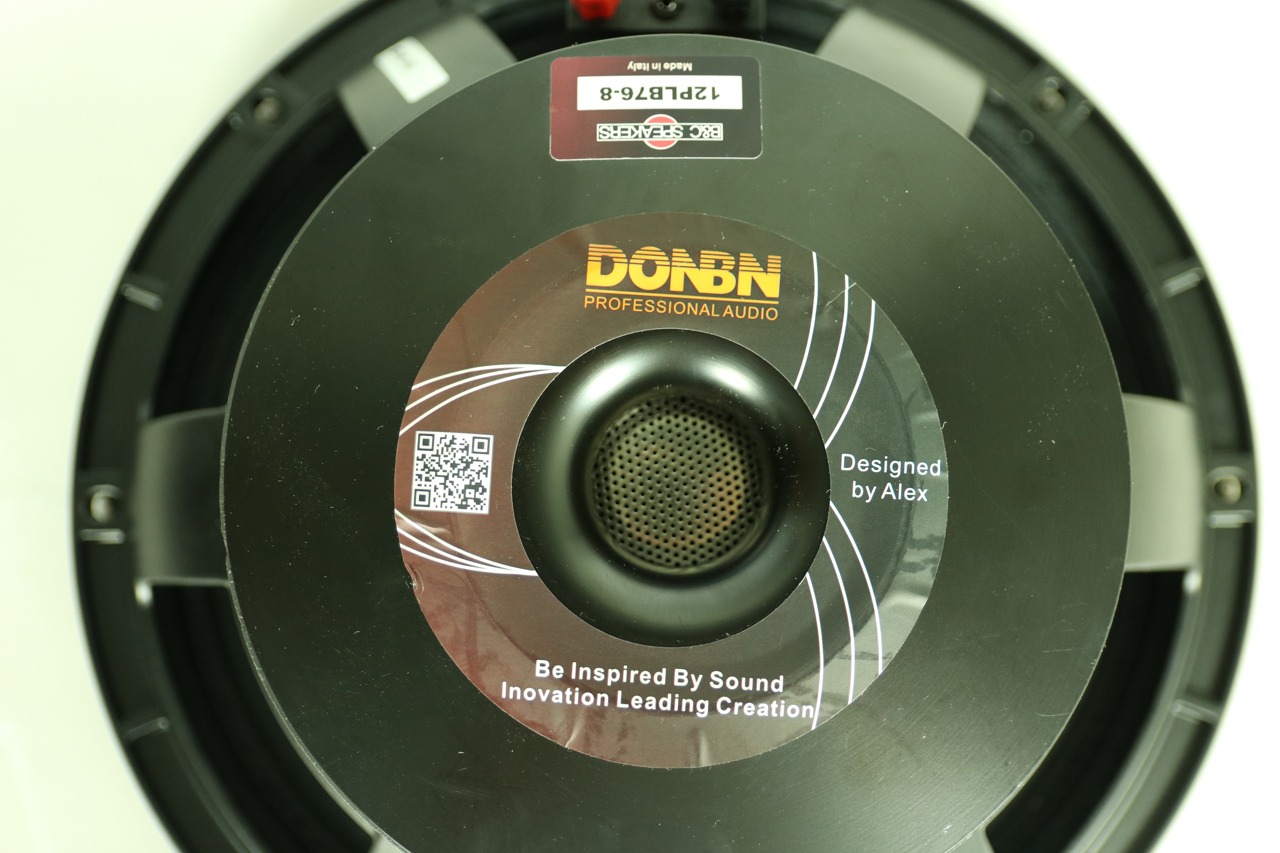 B&C SPEAKERS
12PLB76-8
Made in Italy
DONBN
PROFESSIONAL AUDIO
Designed
by Alex
Be Inspired By Sound
Inovation Leading Creation